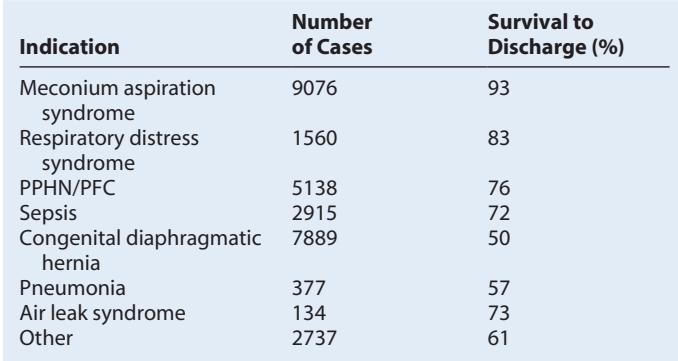 Indication Number of Cases Survival to Discharge (%)
Meconium aspiration syndrome 9076 93
Respiratory distress syndrome 1560 83
PPHN/PFC 5138 76
Sepsis 2915 72
Congenital diaphragmatic hernia 7889 50
Pneumonia 377 57
Air leak syndrome 134 73
Other 2737 61